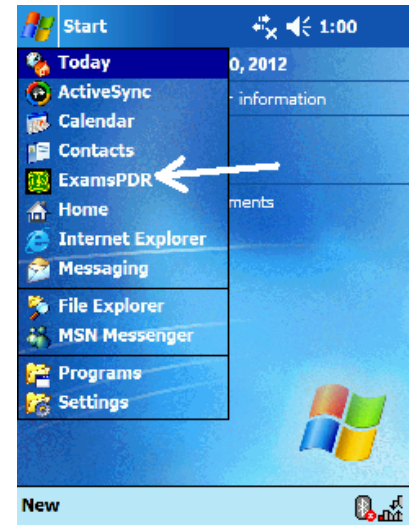 Start 1:00
Today 0, 2012
ActiveSync
information
Calendar
Contacts
ExamsPDR
Home ments
Internet Explorer
Messaging
File Explorer
MSN Messenger
Programs
Settings
New